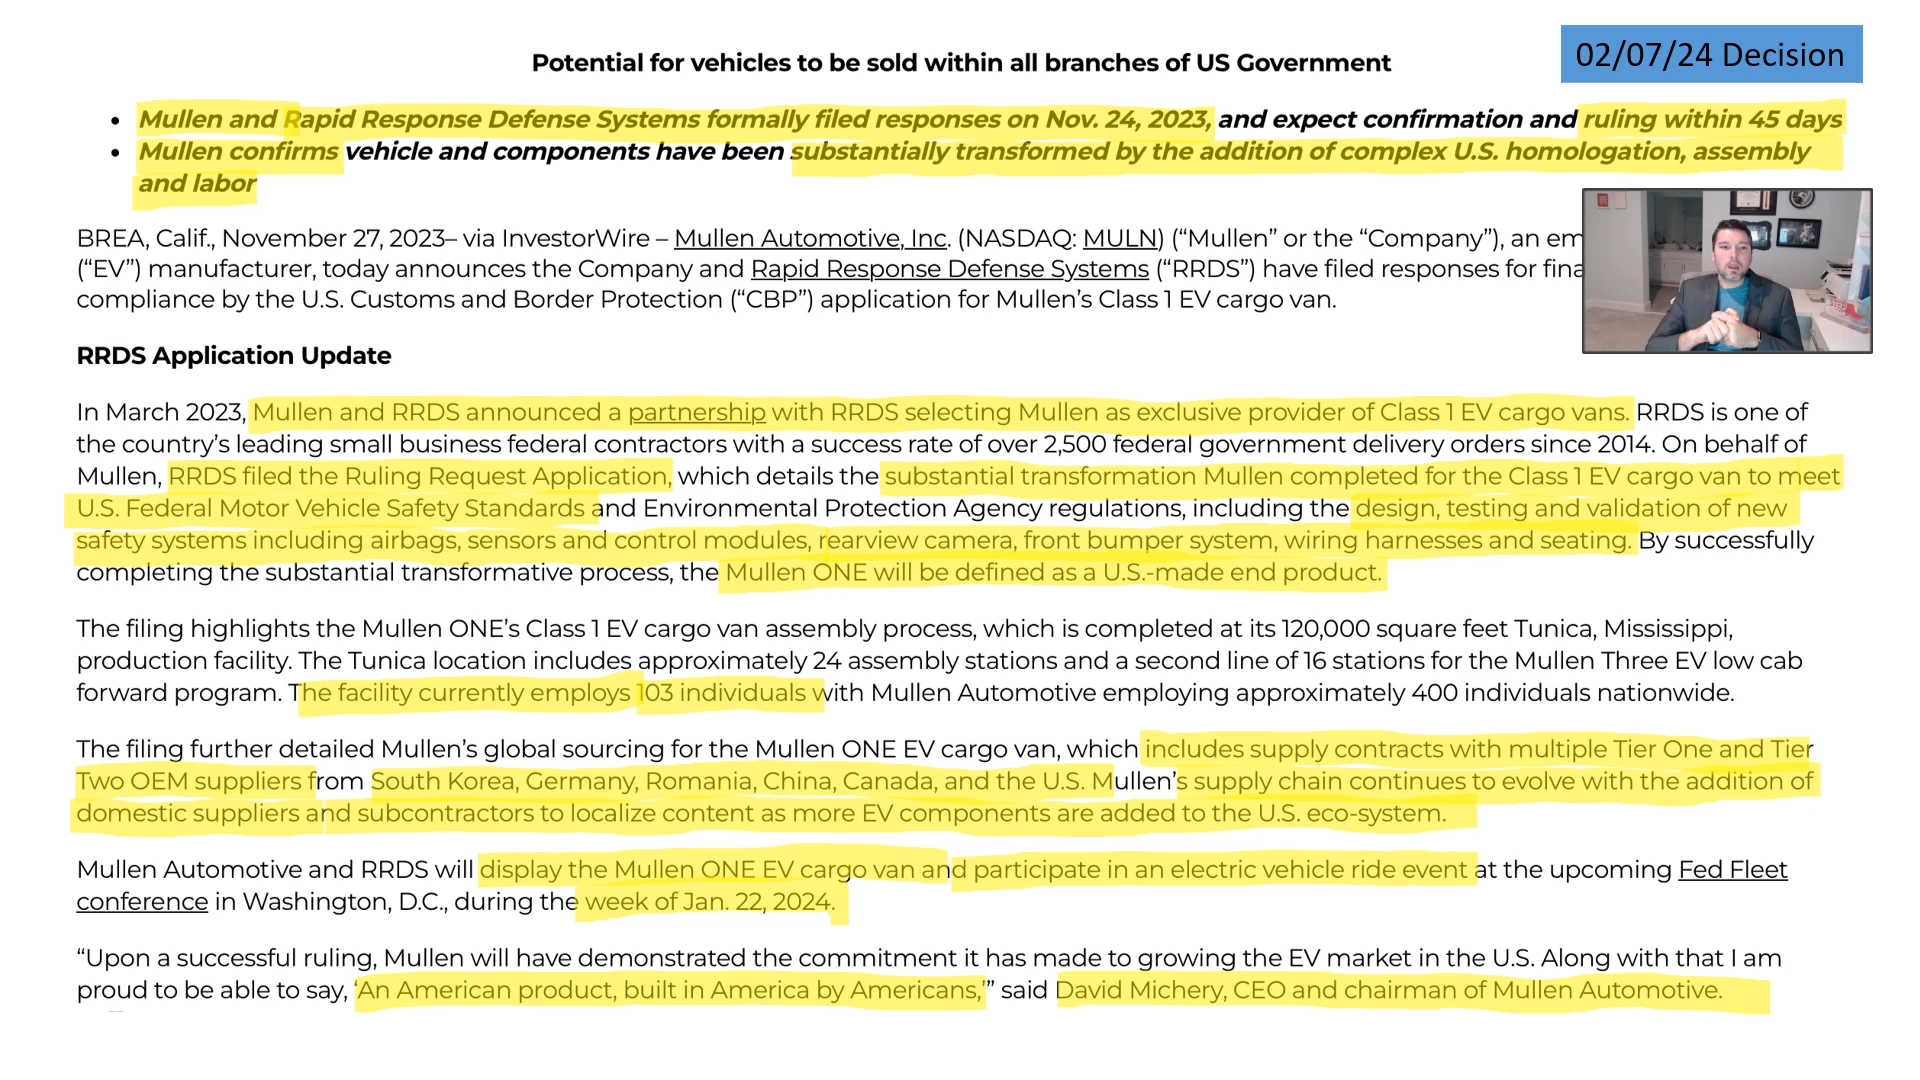 02/07/24 Decision
Potential for vehicles to be sold within all branches of US Government
• Mullen and Rapid Response Defense Systems formally filed responses on Nov. 24, 2023, and expect confirmation and ruling within 45 days
• Mullen confirms vehicle and components have been substantially transformed by the addition of complex U.S. homologation, assembly
and labor
BREA, Calif., November 27, 2023– via InvestorWire – Mullen Automotive, Inc. (NASDAQ: MULN) (“Mullen” or the “Company”), an
(“EV”) manufacturer, today announces the Company and Rapid Response Defense Systems (“RRDS”) have filed responses for
compliance by the U.S. Customs and Border Protection (“CBP”) application for Mullen’s Class 1 EV cargo van.
RRDS Application Update
In March 2023, Mullen and RRDS announced a partnership with RRDS selecting Mullen as exclusive provider of Class 1 EV cargo vans. RRDS is one of
the country’s leading small business federal contractors with a success rate of over 2,500 federal government delivery orders since 2014. On behalf of
Mullen, RRDS filed the Ruling Request Application, which details the substantial transformation Mullen completed for the Class 1 EV cargo van to meet
U.S. Federal Motor Vehicle Safety Standards and Environmental Protection Agency regulations, including the design, testing and validation of new
safety systems including airbags, sensors and control modules, rearview camera, front bumper system, wiring harnesses and seating. By successfully
completing the substantial transformative process, the Mullen ONE will be defined as a U.S.-made end product.
The filing highlights the Mullen ONE’s Class 1 EV cargo van assembly process, which is completed at its 120,000 square feet Tunica, Mississippi,
production facility. The Tunica location includes approximately 24 assembly stations and a second line of 16 stations for the Mullen Three EV low cab
forward program. The facility currently employs 103 individuals with Mullen Automotive employing approximately 400 individuals nationwide.
The filing further detailed Mullen’s global sourcing for the Mullen ONE EV cargo van, which includes supply contracts with multiple Tier One and Tier
Two OEM suppliers from South Korea, Germany, Romania, China, Canada, and the U.S. Mullen’s supply chain continues to evolve with the addition of
domestic suppliers and subcontractors to localize content as more EV components are added to the U.S. eco-system.
Mullen Automotive and RRDS will display the Mullen ONE EV cargo van and participate in an electric vehicle ride event at the upcoming Fed Fleet
conference in Washington, D.C., during the week of Jan. 22, 2024.
“Upon a successful ruling, Mullen will have demonstrated the commitment it has made to growing the EV market in the U.S. Along with that I am
proud to be able to say, ‘An American product, built in America by Americans,’” said David Michery, CEO and chairman of Mullen Automotive.